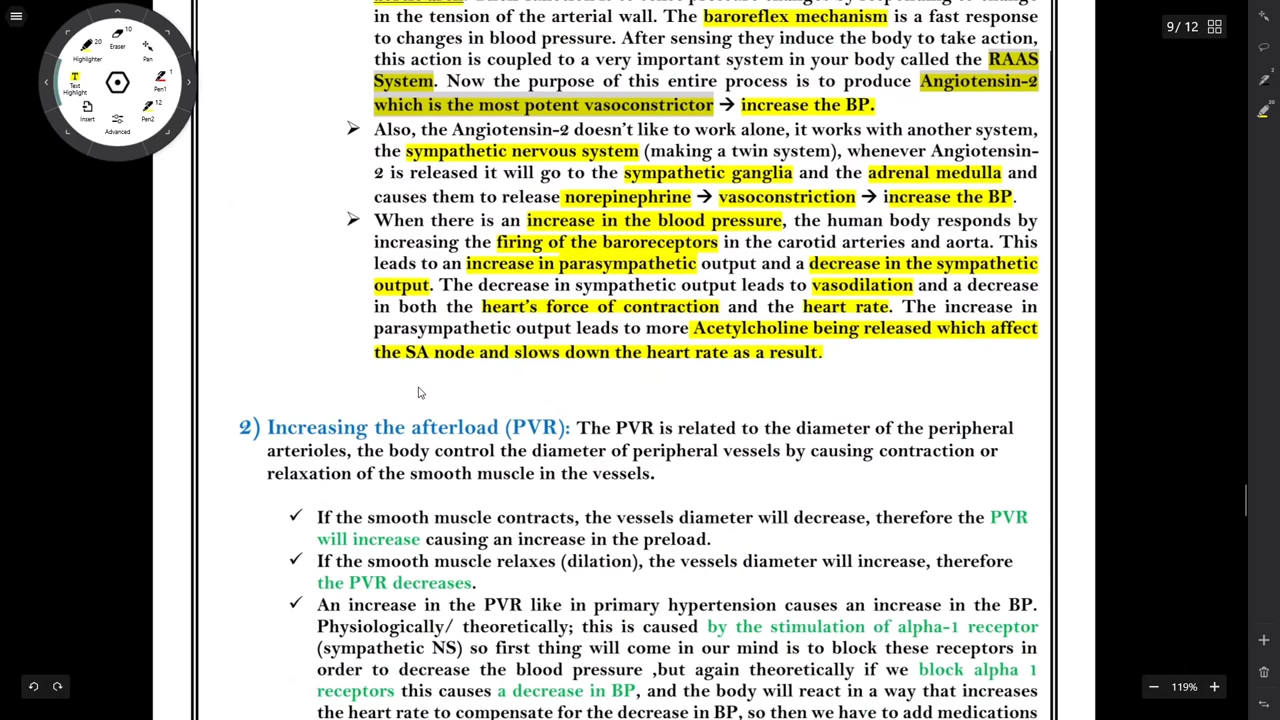 in the tension of the arterial wall. The baroreflex mechanism is a fast response
to changes in blood pressure. After sensing they induce the body to take action,
this action is coupled to a very important system in your body called the RAAS
System. Now the purpose of this entire process is to produce Angiotensin-2
which is the most potent vasoconstrictor → increase the BP.
➢ Also, the Angiotensin-2 doesn't like to work alone, it works with another system,
the sympathetic nervous system (making a twin system), whenever Angiotensin-
2 is released it will go to the sympathetic ganglia and the adrenal medulla and
causes them to release norepinephrine → vasoconstriction → increase the BP.
➢ When there is an increase in the blood pressure, the human body responds by
increasing the firing of the baroreceptors in the carotid arteries and aorta. This
leads to an increase in parasympathetic output and a decrease in the sympathetic
output. The decrease in sympathetic output leads to vasodilation and a decrease
in both the heart's force of contraction and the heart rate. The increase in
parasympathetic output leads to more Acetylcholine being released which affect
the SA node and slows down the heart rate as a result.
2) Increasing the afterload (PVR): The PVR is related to the diameter of the peripheral
arterioles, the body control the diameter of peripheral vessels by causing contraction or
relaxation of the smooth muscle in the vessels.
✓ If the smooth muscle contracts, the vessels diameter will decrease, therefore the PVR
will increase causing an increase in the preload.
✓ If the smooth muscle relaxes (dilation), the vessels diameter will increase, therefore
the PVR decreases.
✓ An increase in the PVR like in primary hypertension causes an increase in the BP.
Physiologically/ theoretically; this is caused by the stimulation of alpha-1 receptor
(sympathetic NS) so first thing will come in our mind is to block these receptors in
order to decrease the blood pressure ,but again theoretically if we block alpha 1
receptors this causes a decrease in BP, and the body will react in a way that increases
the heart rate to compensate for the decrease in BP, so then we have to add medications
9/12
119%
10
Eraser
20
Highlighter
Pan
T
Text
Highlight
1
Pen1
Insert
12
Pen2
Advanced